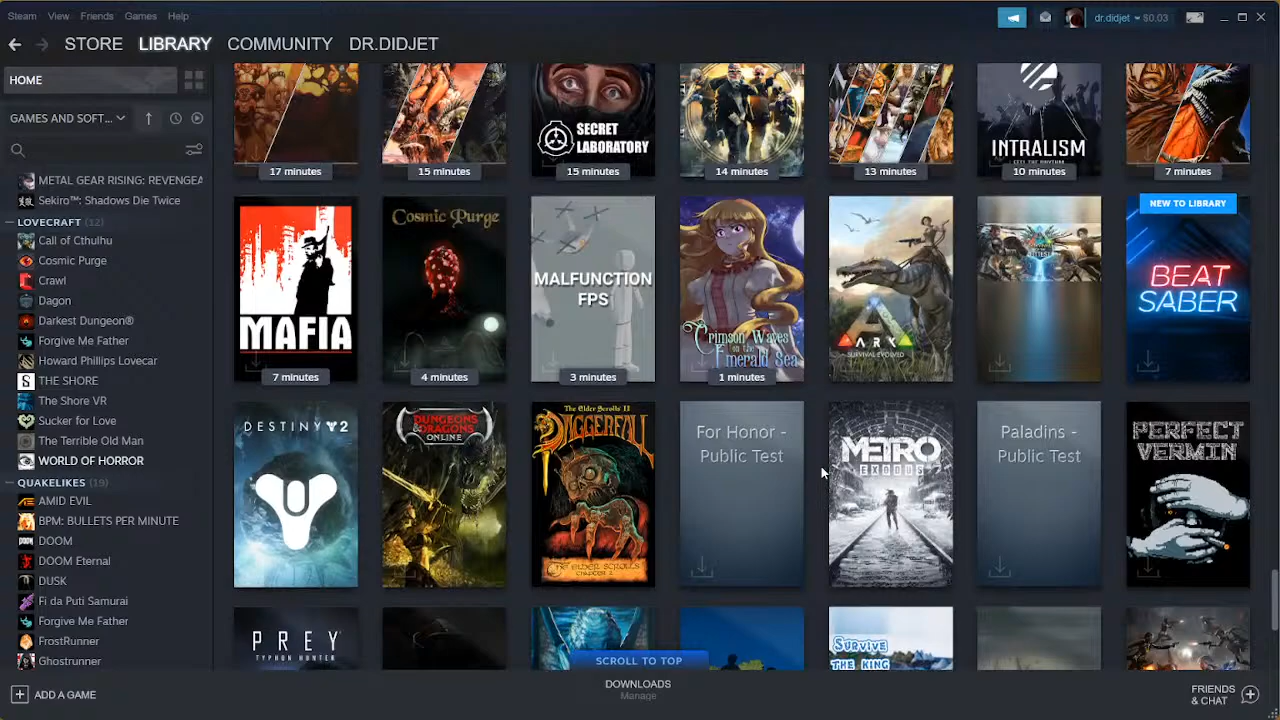 Steam View Friends Games Help
dr.didjet $0.03
STORE LIBRARY COMMUNITY DR.DIDJET
HOME
GAMES AND SOFT...
METAL GEAR RISING: REVENGEA
Sekiro™: Shadows Die Twice
LOVECRAFT (12)
Call of Cthulhu
Cosmic Purge
Crawl
Dagon
Darkest Dungeon®
Forgive Me Father
Howard Phillips Lovecar
THE SHORE
The Shore VR
Sucker for Love
The Terrible Old Man
WORLD OF HORROR
QUAKELIKES (19)
AMID EVIL
BPM: BULLETS PER MINUTE
DOOM
DOOM Eternal
DUSK
Fi da Puti Samurai
Forgive Me Father
FrostRunner
Ghostrunner
SECRET
LABORATORY
INTRALISM
17 minutes 15 minutes 15 minutes 14 minutes 13 minutes 10 minutes 7 minutes
MAFIA
7 minutes
Cosmic Purge
4 minutes
MALFUNCTION
FPS
3 minutes
Crimson Waves
on the
Emerald Sea
1 minutes
ARK
SURVIVAL EVOLVED
NEW TO LIBRARY
BEAT
SABER
DESTINY 2
DUNGEONS
& DRAGONS
ONLINE
The Elder Scrolls II
DAGGERFALL
THE ELDER SCROLLS
CHAPTER II
For Honor -
Public Test
METRO
EXODUS
Paladins -
Public Test
PERFECT
VERMIN
PREY
TYPHON HUNTER
SURVIVE
THE KING
SCROLL TO TOP
ADD A GAME
DOWNLOADS
Manage
FRIENDS
& CHAT